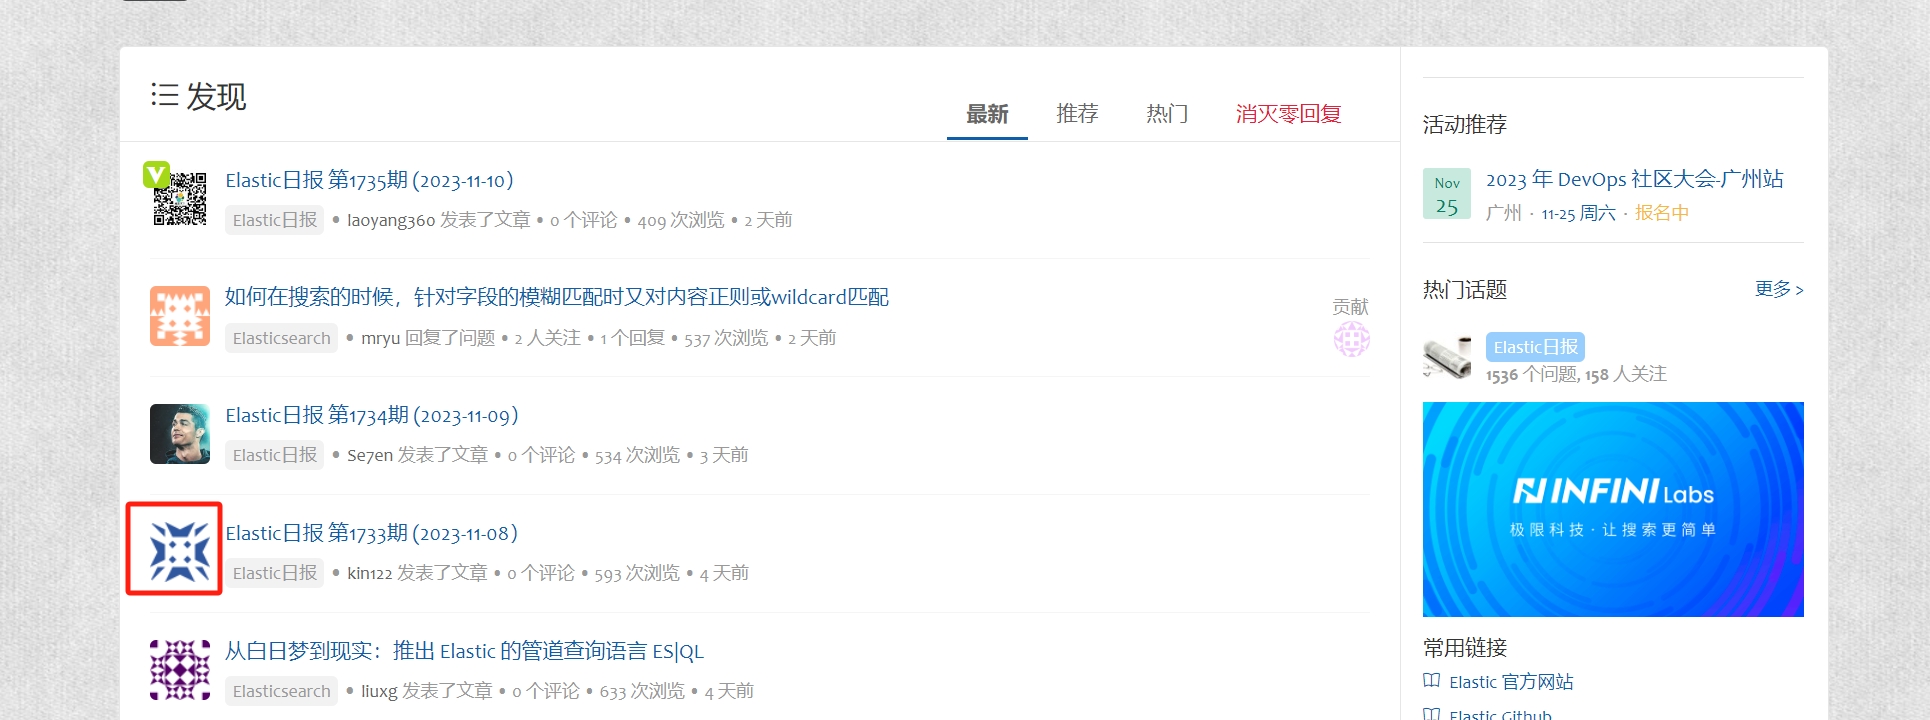 发现
最新 推荐 热门 消灭零回复
Elastic日报 第1735期 (2023-11-10)
Elastic日报 • laoyang360 发表了文章 • 0 个评论 • 409 次浏览 • 2 天前
如何在搜索的时候，针对字段的模糊匹配时又对内容正则或wildcard匹配
贡献
Elasticsearch • mryu 回复了问题 • 2 人关注 • 1 个回复 • 537 次浏览 • 2 天前
Elastic日报 第1734期 (2023-11-09)
Elastic日报 • Se7en 发表了文章 • 0 个评论 • 534 次浏览 • 3 天前
Elastic日报 第1733期 (2023-11-08)
Elastic日报 • kin122 发表了文章 • 0 个评论 • 593 次浏览 • 4 天前
从白日梦到现实：推出 Elastic 的管道查询语言 ES|QL
Elasticsearch • liuxg 发表了文章 • 0 个评论 • 633 次浏览 • 4 天前
活动推荐
Nov
25
2023 年 DevOps 社区大会-广州站
广州 · 11-25 周六 · 报名中
热门话题 更多 >
Elastic日报
1536 个问题, 158 人关注
INFINI Labs
极限科技·让搜索更简单
常用链接
Elastic 官方网站
Elastic Github